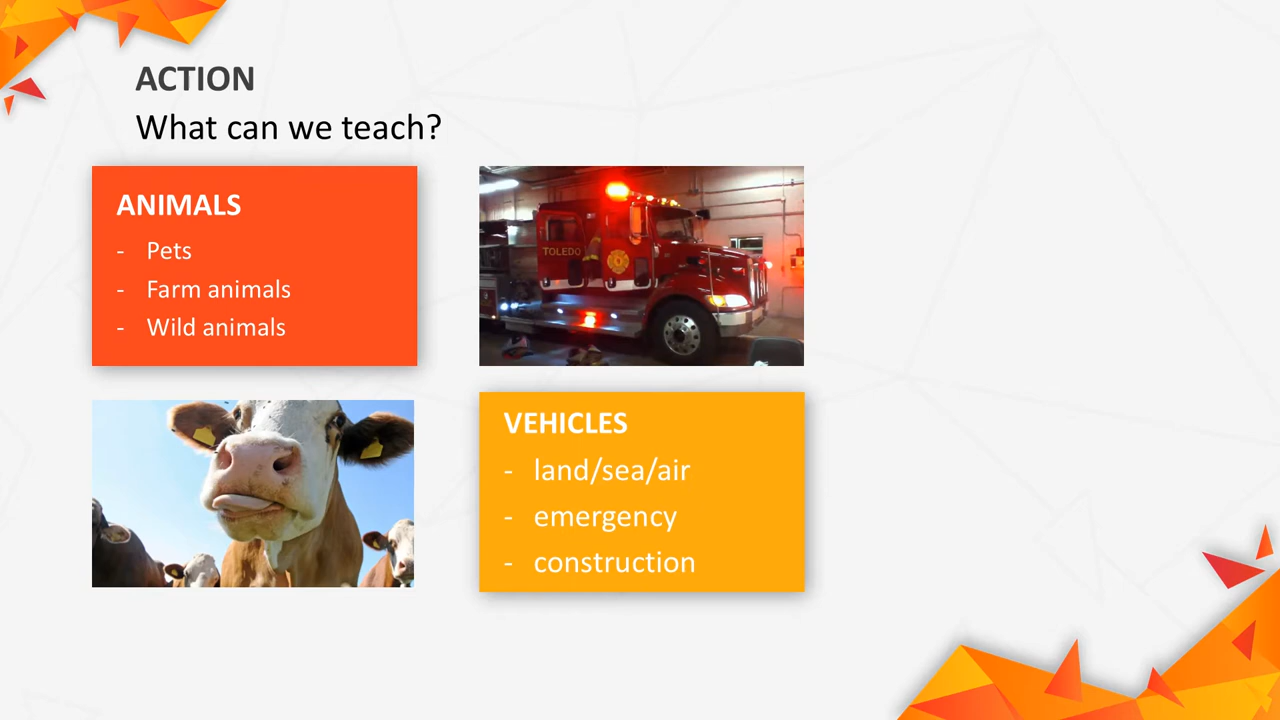 ACTION
What can we teach?
ANIMALS
- Pets
- Farm animals
- Wild animals
TOLEDO
VEHICLES
- land/sea/air
- emergency
- construction